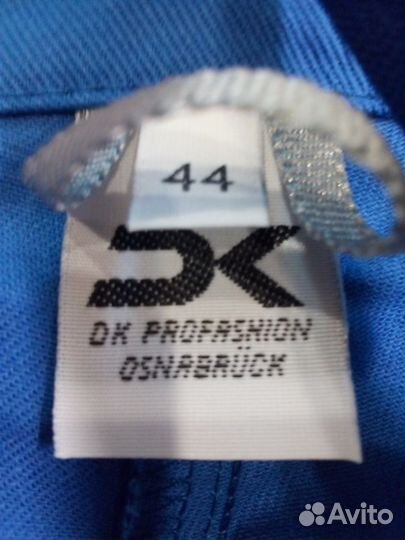 44
DK
DK PROFASHION
OSNABRÜCK
Avito